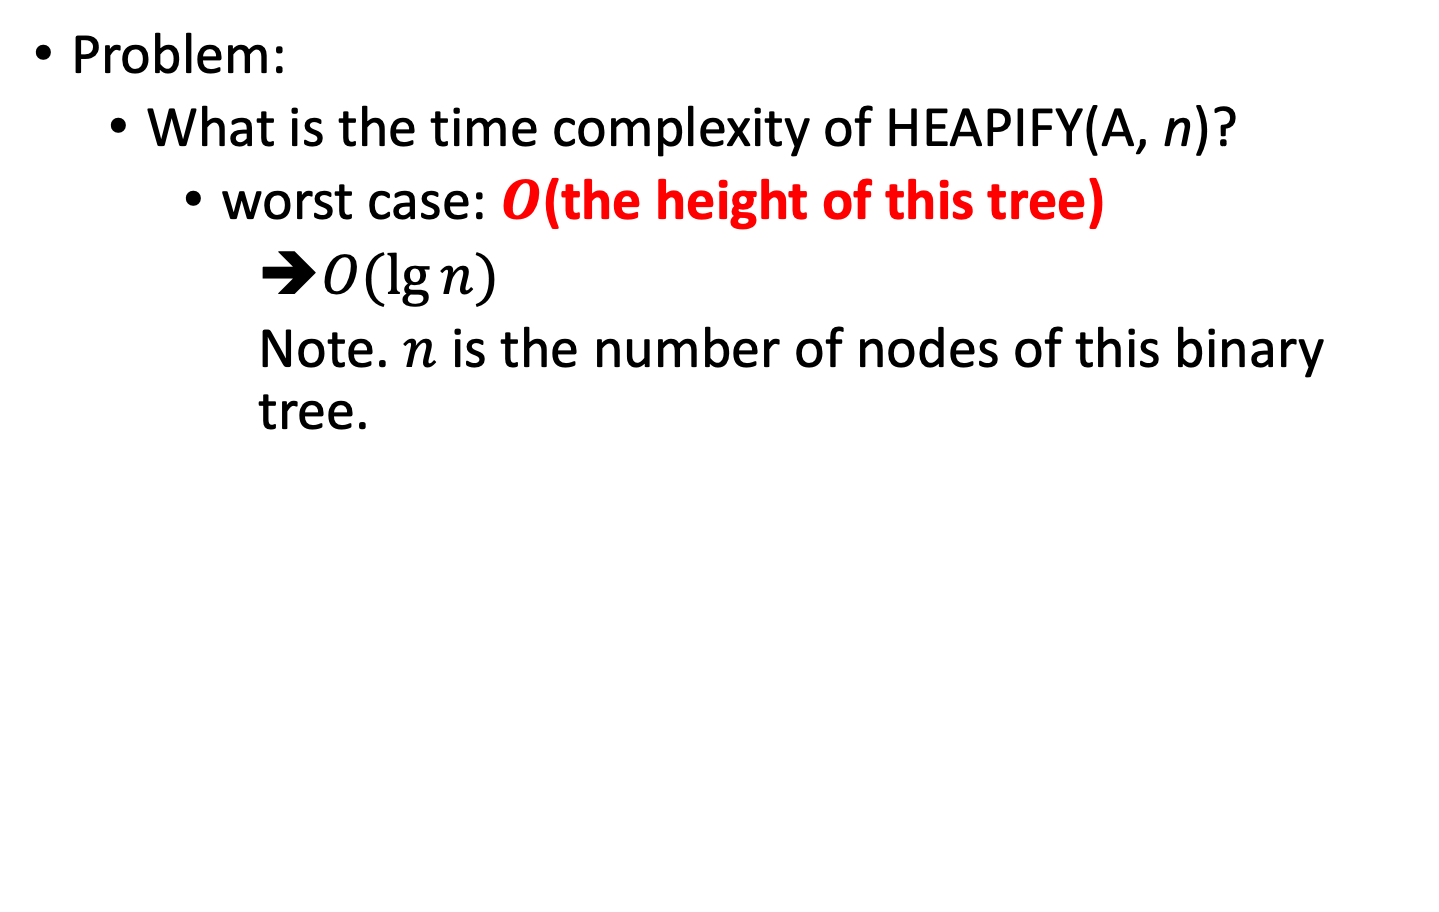 • Problem:
• What is the time complexity of HEAPIFY(A, n)?
• worst case: O(the height of this tree)
➔O(lg n)
Note. n is the number of nodes of this binary
tree.